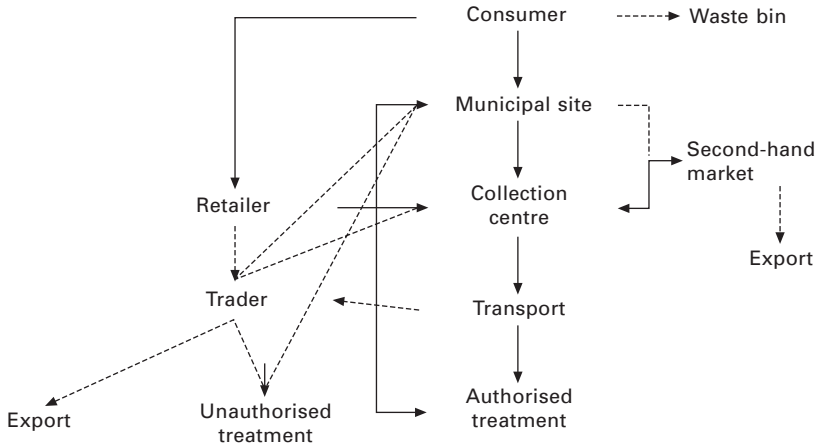 Consumer
Waste bin
Municipal site
Second-hand
market
Collection
centre
Retailer
Export
Trader
Transport
Authorised
treatment
Unauthorised
treatment
Export